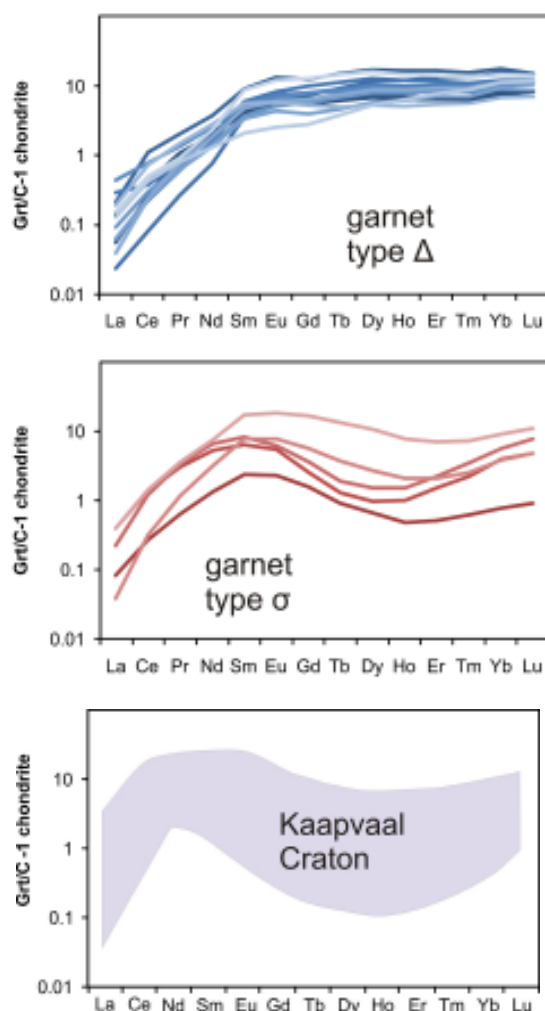 Grt/C-1 chondrite
10
1
0.1
0.01
garnet
type Δ
La Ce Pr Nd Sm Eu Gd Tb Dy Ho Er Tm Yb Lu
Grt/C-1 chondrite
10
1
0.1
0.01
garnet
type σ
La Ce Pr Nd Sm Eu Gd Tb Dy Ho Er Tm Yb Lu
Grt/C-1 chondrite
10
1
0.1
0.01
Kaapvaal
Craton
La Ce Nd Sm Eu Gd Tb Dy Ho Er Tm Yb Lu